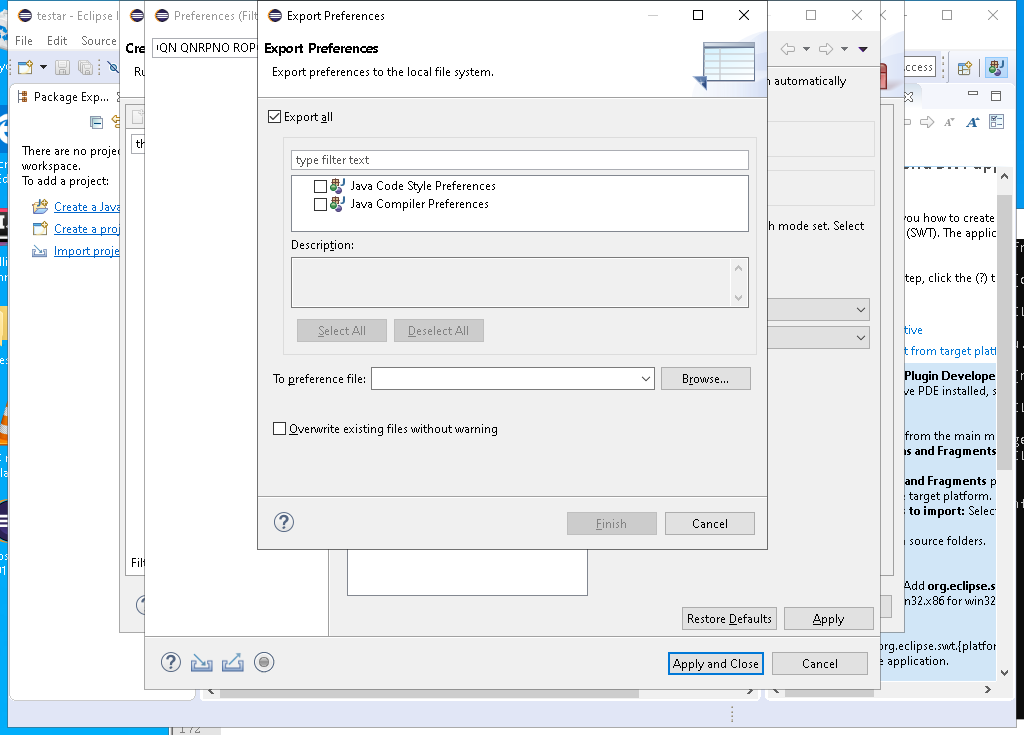 testar - Eclipse I
Preferences (Filt
Export Preferences
File Edit Source
Cre
QN QNRPNO ROP
Export Preferences
Ru
Export preferences to the local file system.
automatically
ccess
Package Exp...
Export all
There are no projec
workspace.
To add a project:
type filter text
Java Code Style Preferences
Java Compiler Preferences
Create a Java
Create a proj
Import proje
Description:
Select All
Deselect All
To preference file:
Browse...
Overwrite existing files without warning
Finish
Cancel
h mode set. Select
you how to create
(SWT). The applic
step, click the (?) t
tive
t from target platf
Plugin Develope
ve PDE installed, s
from the main m
ns and Fragments
and Fragments p
e target platform.
s to import: Select
source folders.
Add org.eclipse.s
n32.x86 for win32
org.eclipse.swt.{platfor
e application.
Filt
Restore Defaults
Apply
Apply and Close
Cancel
172